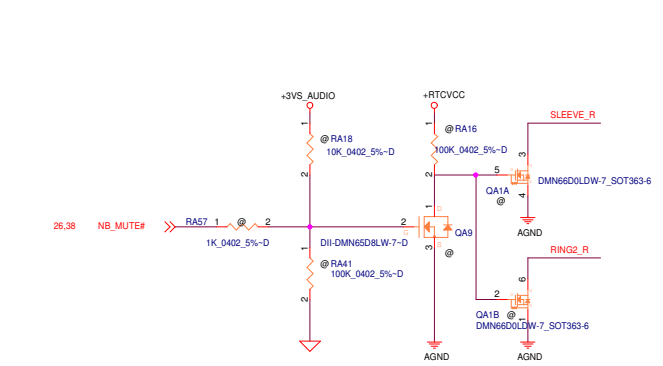 +3VS_AUDIO
+RTCVCC
SLEEVE_R
1
@ RA18
10K_0402_5%~D
2
1
@ RA16
100K_0402_5%~D
2
3
5
QA1A
@
4
DMN66D0LDW-7_SOT363-6
AGND
26,38 NB_MUTE#
RA57 1 @ 2
1K_0402_5%~D
2
G
1
D
S
3
QA9
@
DII-DMN65D8LW-7~D
1
@ RA41
100K_0402_5%~D
2
RING2_R
6
2
QA1B @
1
DMN66D0LDW-7_SOT363-6
AGND
AGND